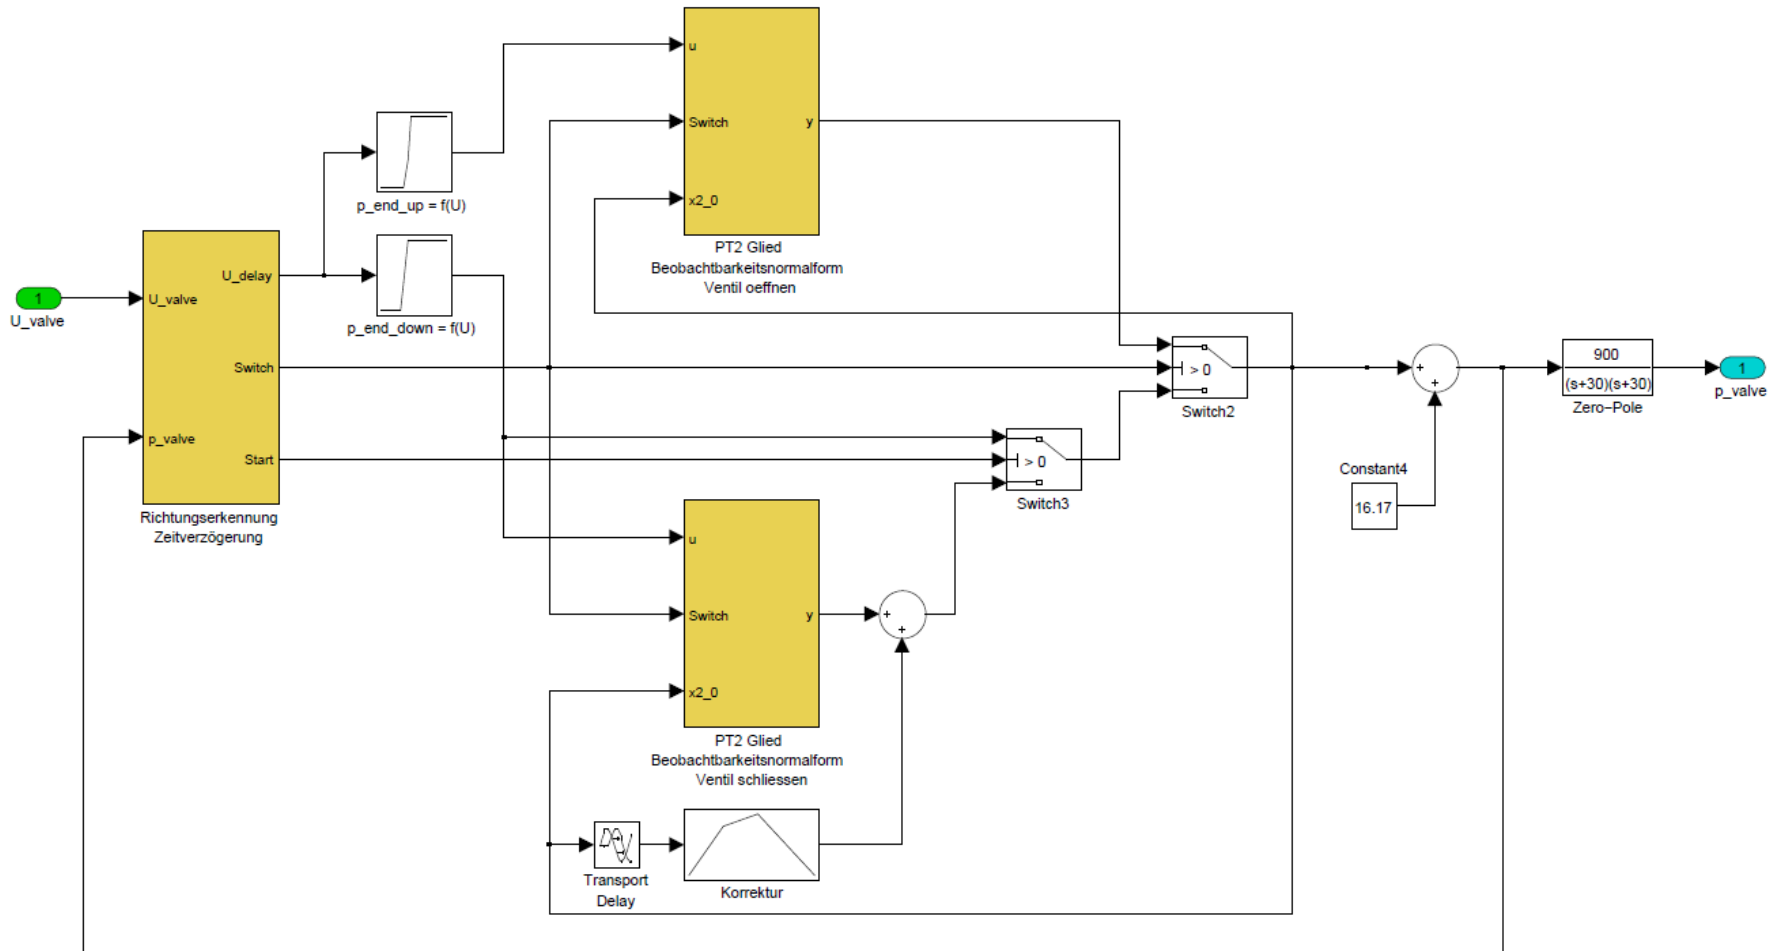 u
Switch
y
x2_0
PT2 Glied
Beobachtbarkeitsnormalform
Ventil oeffnen
p_end_up = f(U)
p_end_down = f(U)
1
U_valve
U_valve
p_valve
U_delay
Switch
Start
Richtungserkennung
Zeitverzögerung
> 0
Switch2
> 0
Switch3
+
+
Constant4
16.17
900
(s+30)(s+30)
Zero−Pole
1
p_valve
u
Switch
y
x2_0
PT2 Glied
Beobachtbarkeitsnormalform
Ventil schliessen
+
+
Transport
Delay
Korrektur